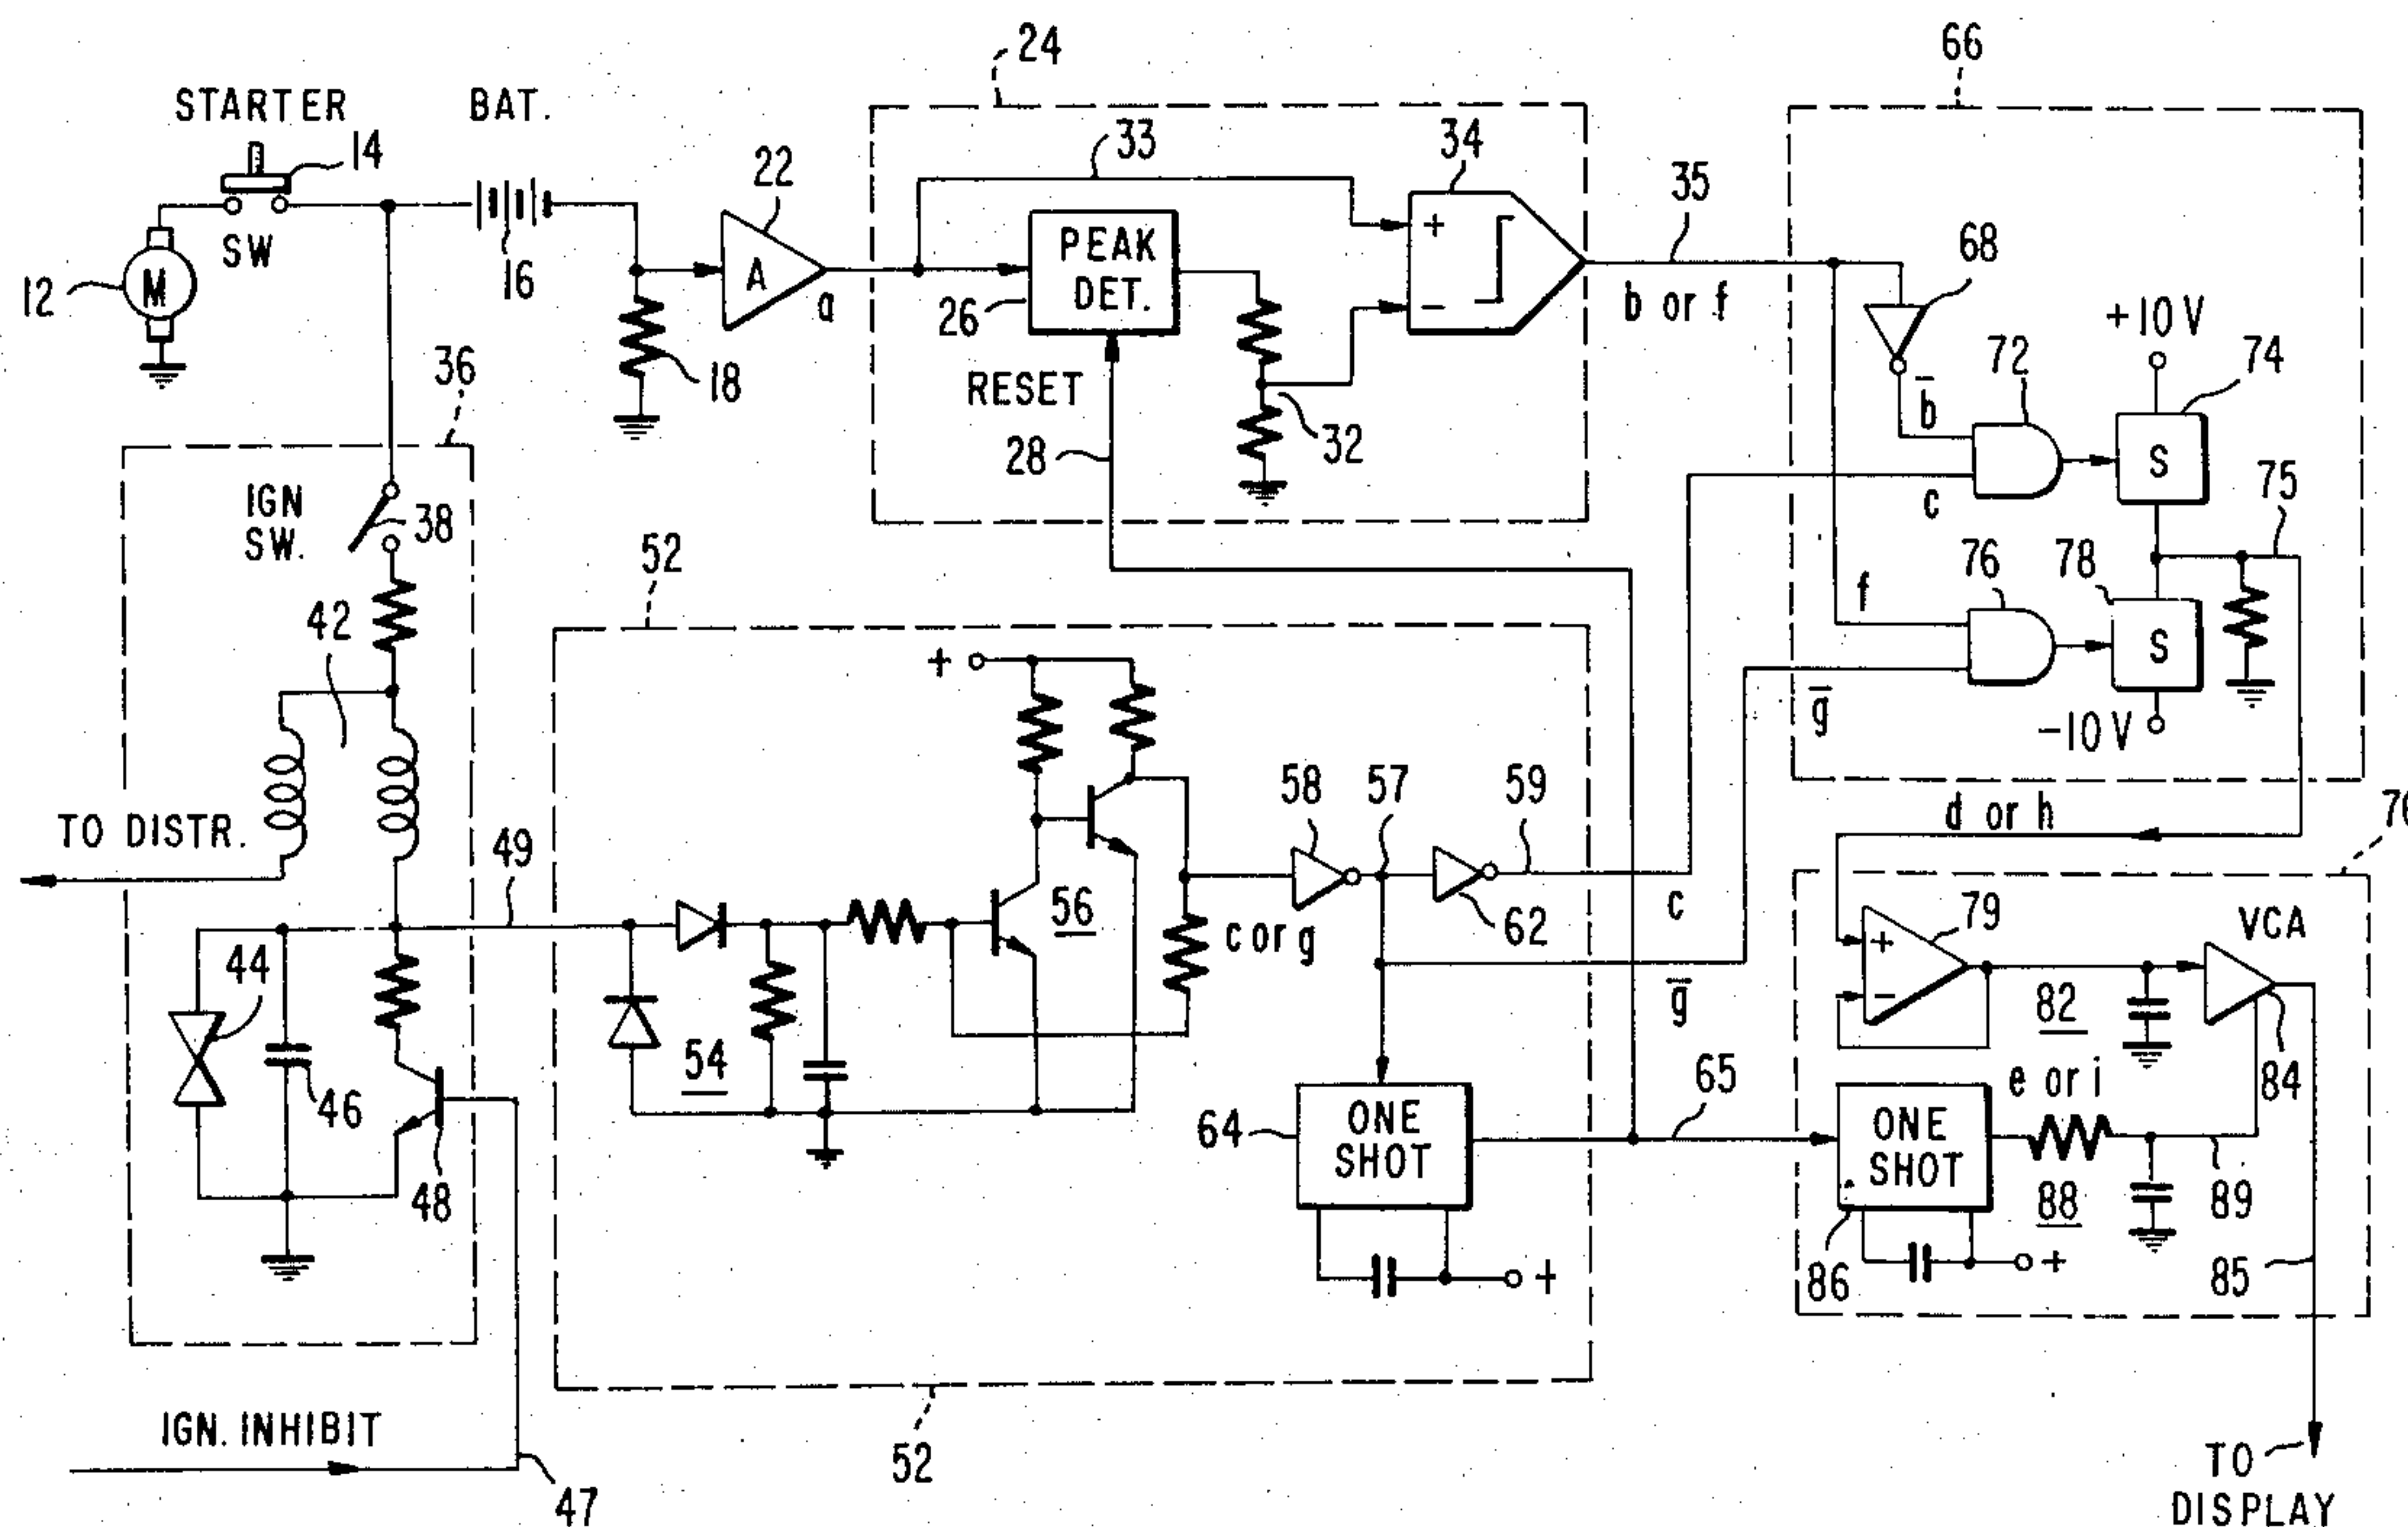 24
66
STARTER
BAT.
14
22
33
34
35
SW
16
A
a
PEAK
DET.
+
-
b or f
68
12
M
26
18
RESET
28
32
+10 V
72
74
b̅
S
c
75
36
IGN
SW.
38
52
42
f
76
78
S
g̅
-10 V
+
TO DISTR.
49
56
58
57
59
62
c or g
c
g̅
d or h
79
VCA
+
-
82
84
44
46
48
54
64
ONE
SHOT
65
e or i
ONE
SHOT
88
89
86
+
+
85
IGN. INHIBIT
47
52
TO
DISPLAY